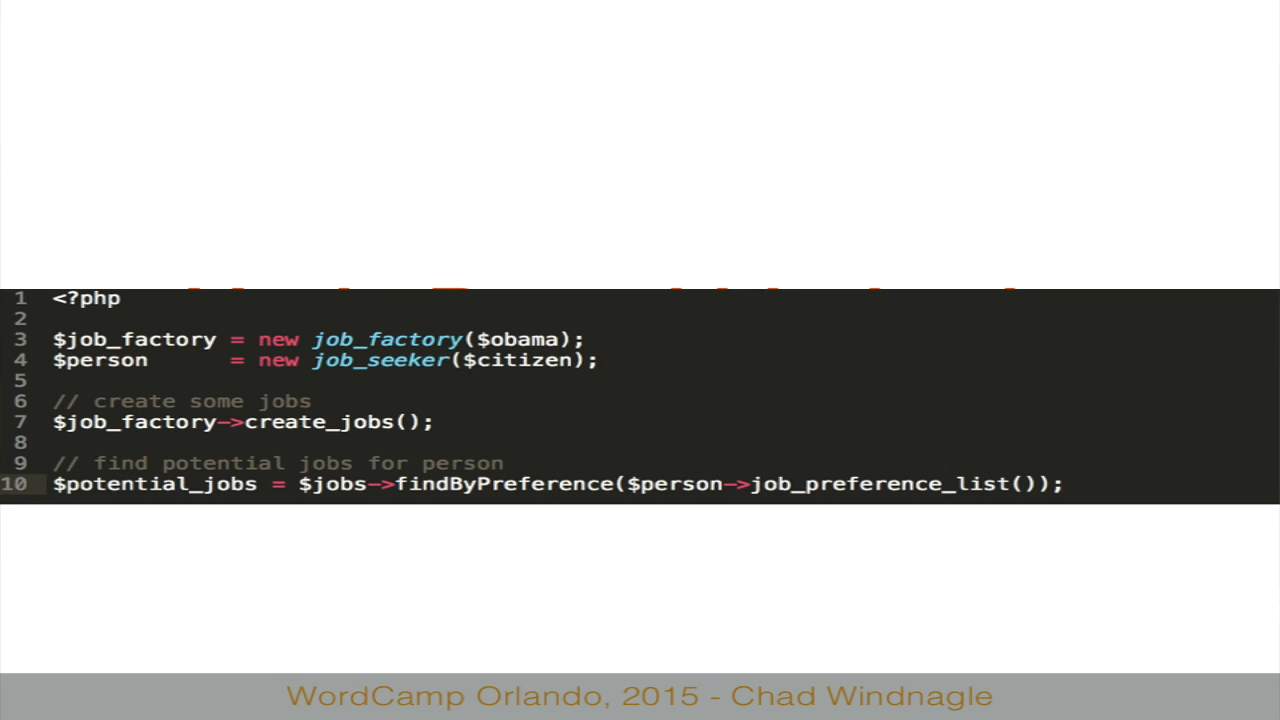 1 <?php
2
3 $job_factory = new job_factory($obama);
4 $person = new job_seeker($citizen);
5
6 // create some jobs
7 $job_factory->create_jobs();
8
9 // find potential jobs for person
10 $potential_jobs = $jobs->findByPreference($person->job_preference_list());
WordCamp Orlando, 2015 - Chad Windnagle